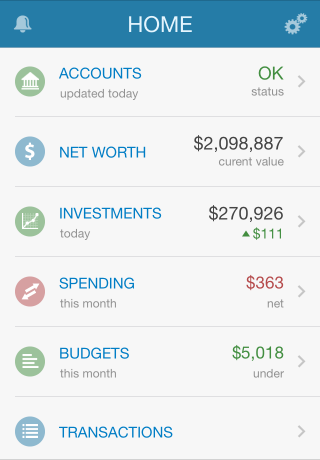 HOME
ACCOUNTS
OK
updated today
status
NET WORTH
$2,098,887
curent value
INVESTMENTS
$270,926
today
$111
SPENDING
$363
this month
net
BUDGETS
$5,018
this month
under
TRANSACTIONS